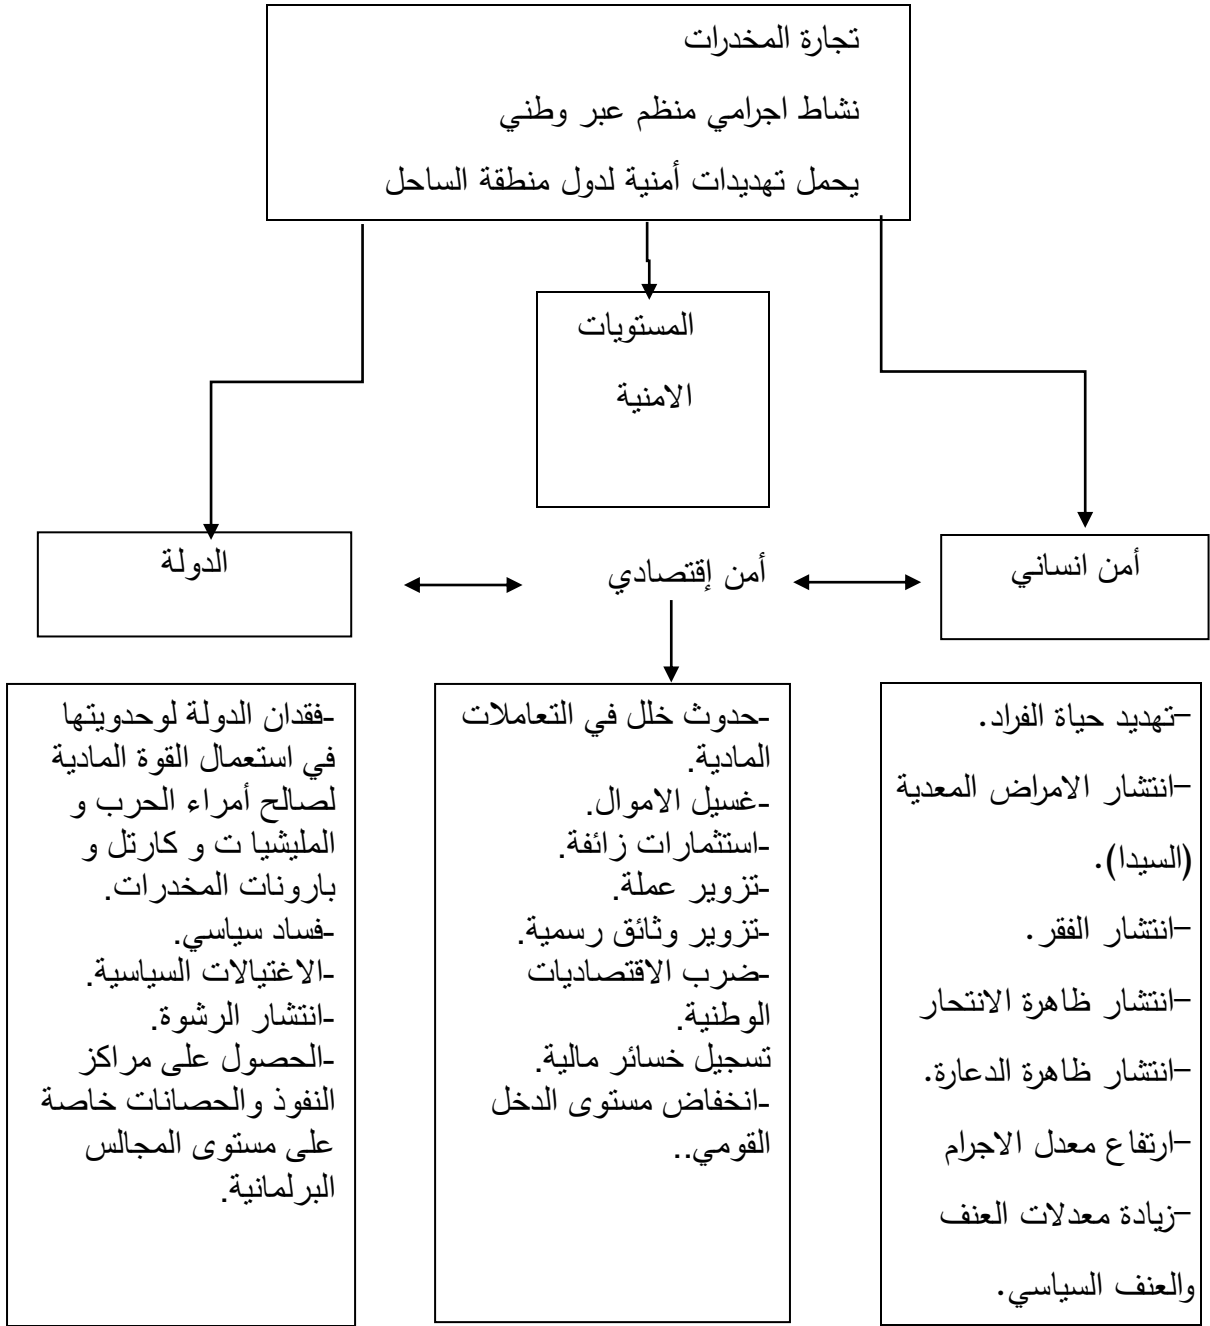 تجارة المخدرات
نشاط اجرامي منظم عبر وطني
يحمل تهديدات أمنية لدول منطقة الساحل
المستويات
الامنية
أمن انساني
أمن إقتصادي
الدولة
–تهديد حياة الفراد.
–انتشار الامراض المعدية
(السيدا).
–انتشار الفقر.
–انتشار ظاهرة الانتحار
–انتشار ظاهرة الدعارة.
–ارتفاع معدل الاجرام
–زيادة معدلات العنف
والعنف السياسي.
-حدوث خلل في التعاملات
المادية.
-غسيل الاموال.
-استثمارات زائفة.
-تزوير عملة.
-تزوير وثائق رسمية.
-ضرب الاقتصاديات
الوطنية.
تسجيل خسائر مالية.
-انخفاض مستوى الدخل
القومي..
-فقدان الدولة لوحدويتها
في استعمال القوة المادية
لصالح أمراء الحرب و
المليشيا ت و كارتل و
بارونات المخدرات.
-فساد سياسي.
-الاغتيالات السياسية.
-انتشار الرشوة.
-الحصول على مراكز
النفوذ والحصانات خاصة
على مستوى المجالس
البرلمانية.